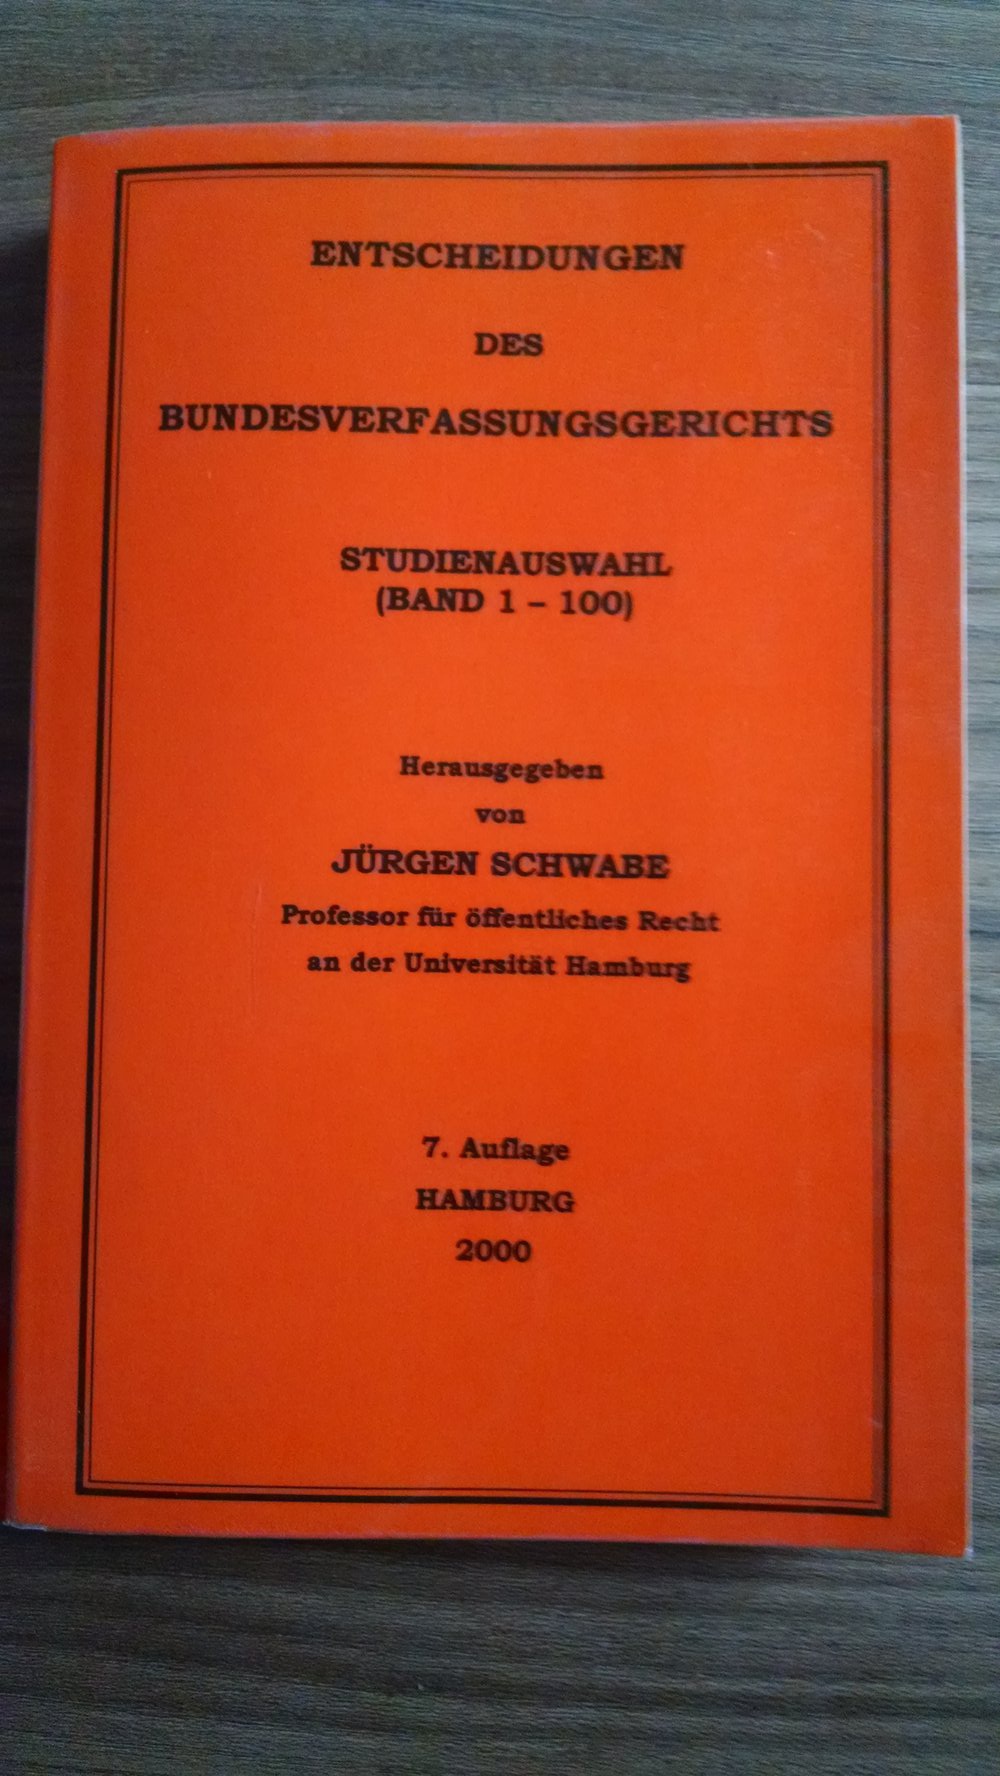 ENTSCHEIDUNGEN
DES
BUNDESVERFASSUNGSGERICHTS
STUDIENAUSWAHL
(BAND 1 – 100)
Herausgegeben
von
JÜRGEN SCHWABE
Professor für öffentliches Recht
an der Universität Hamburg
7. Auflage
HAMBURG
2000